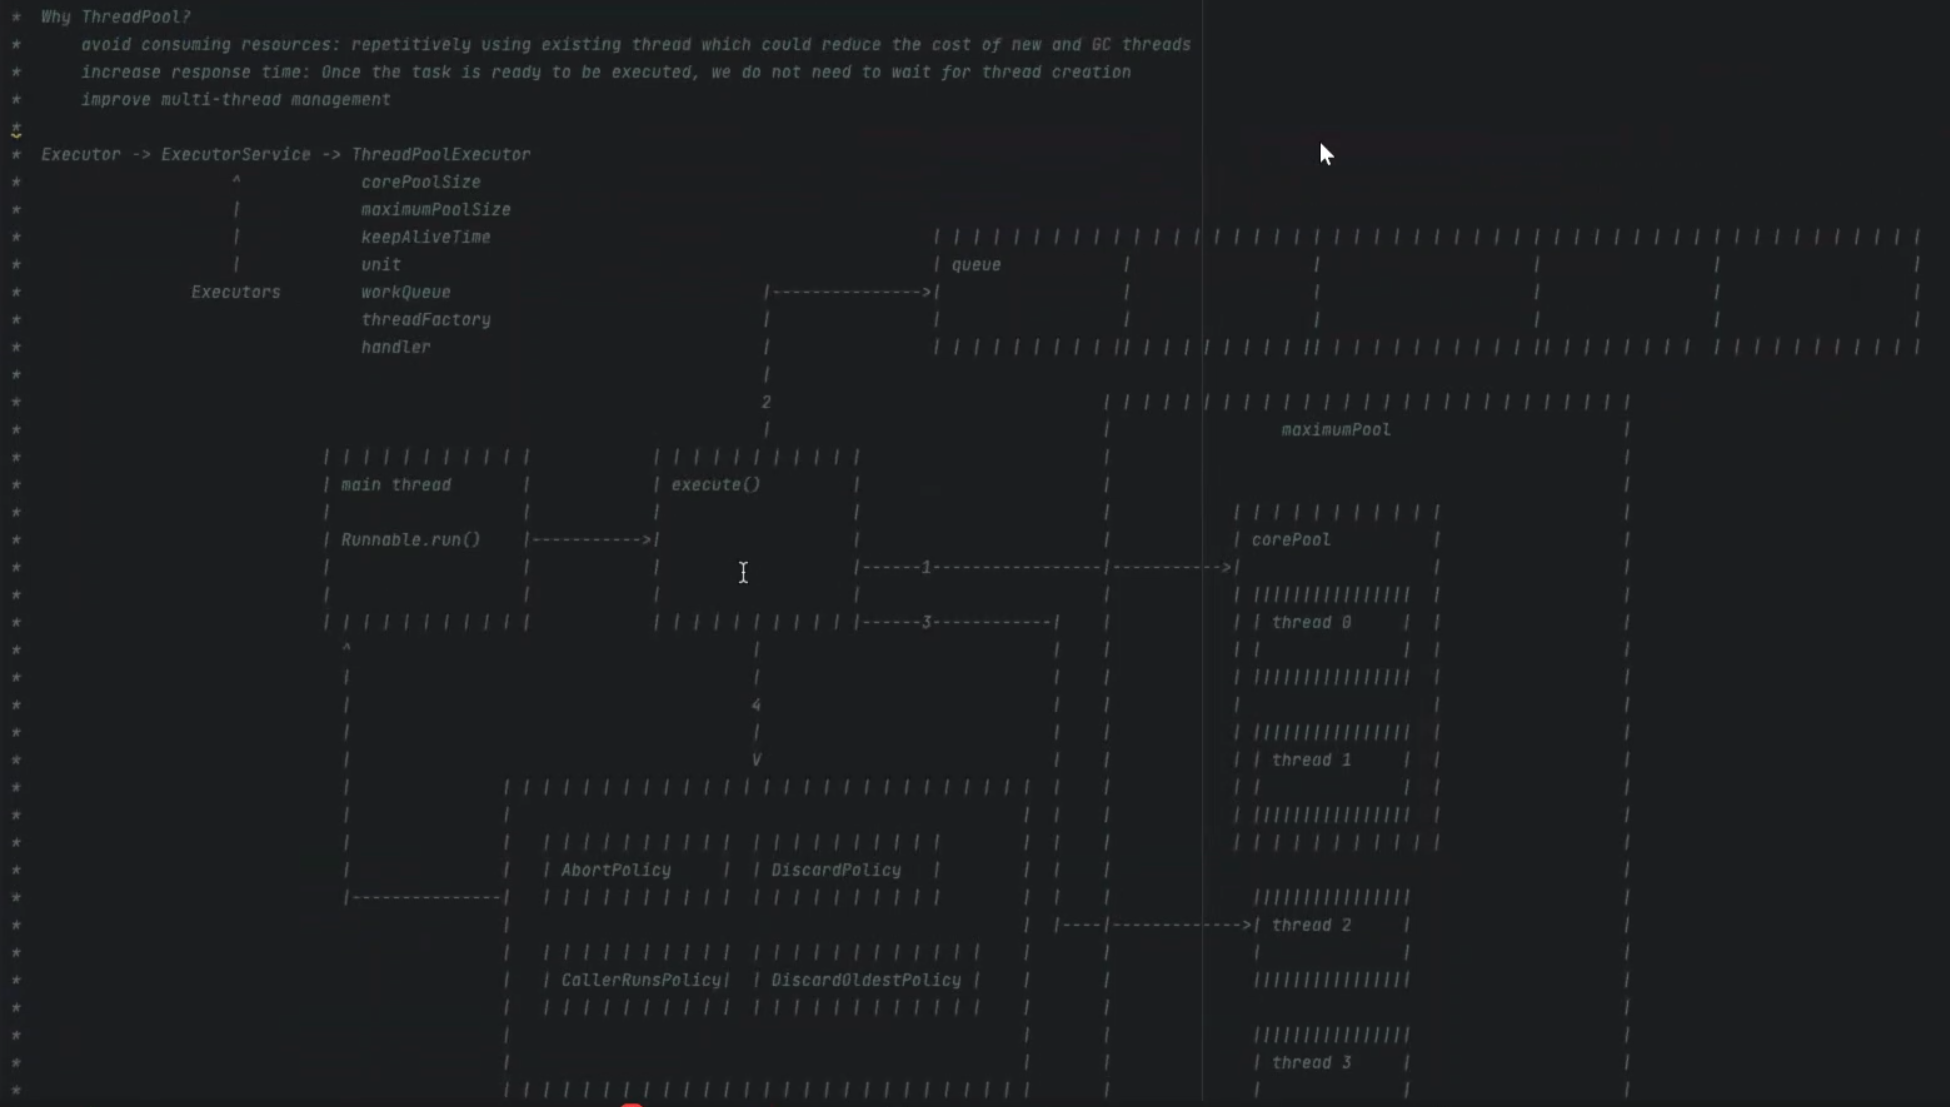 * Why ThreadPool?
* avoid consuming resources: repetitively using existing thread which could reduce the cost of new and GC threads
* increase response time: Once the task is ready to be executed, we do not need to wait for thread creation
* improve multi-thread management
*
* Executor -> ExecutorService -> ThreadPoolExecutor
* ^ corePoolSize
* | maximumPoolSize
* | keepAliveTime
* | unit
* Executors workQueue
* threadFactory
* handler
queue
2
maximumPool
main thread
execute()
Runnable.run()
corePool
1
3
thread 0
4
V
thread 1
AbortPolicy
DiscardPolicy
thread 2
CallerRunsPolicy
DiscardOldestPolicy
thread 3